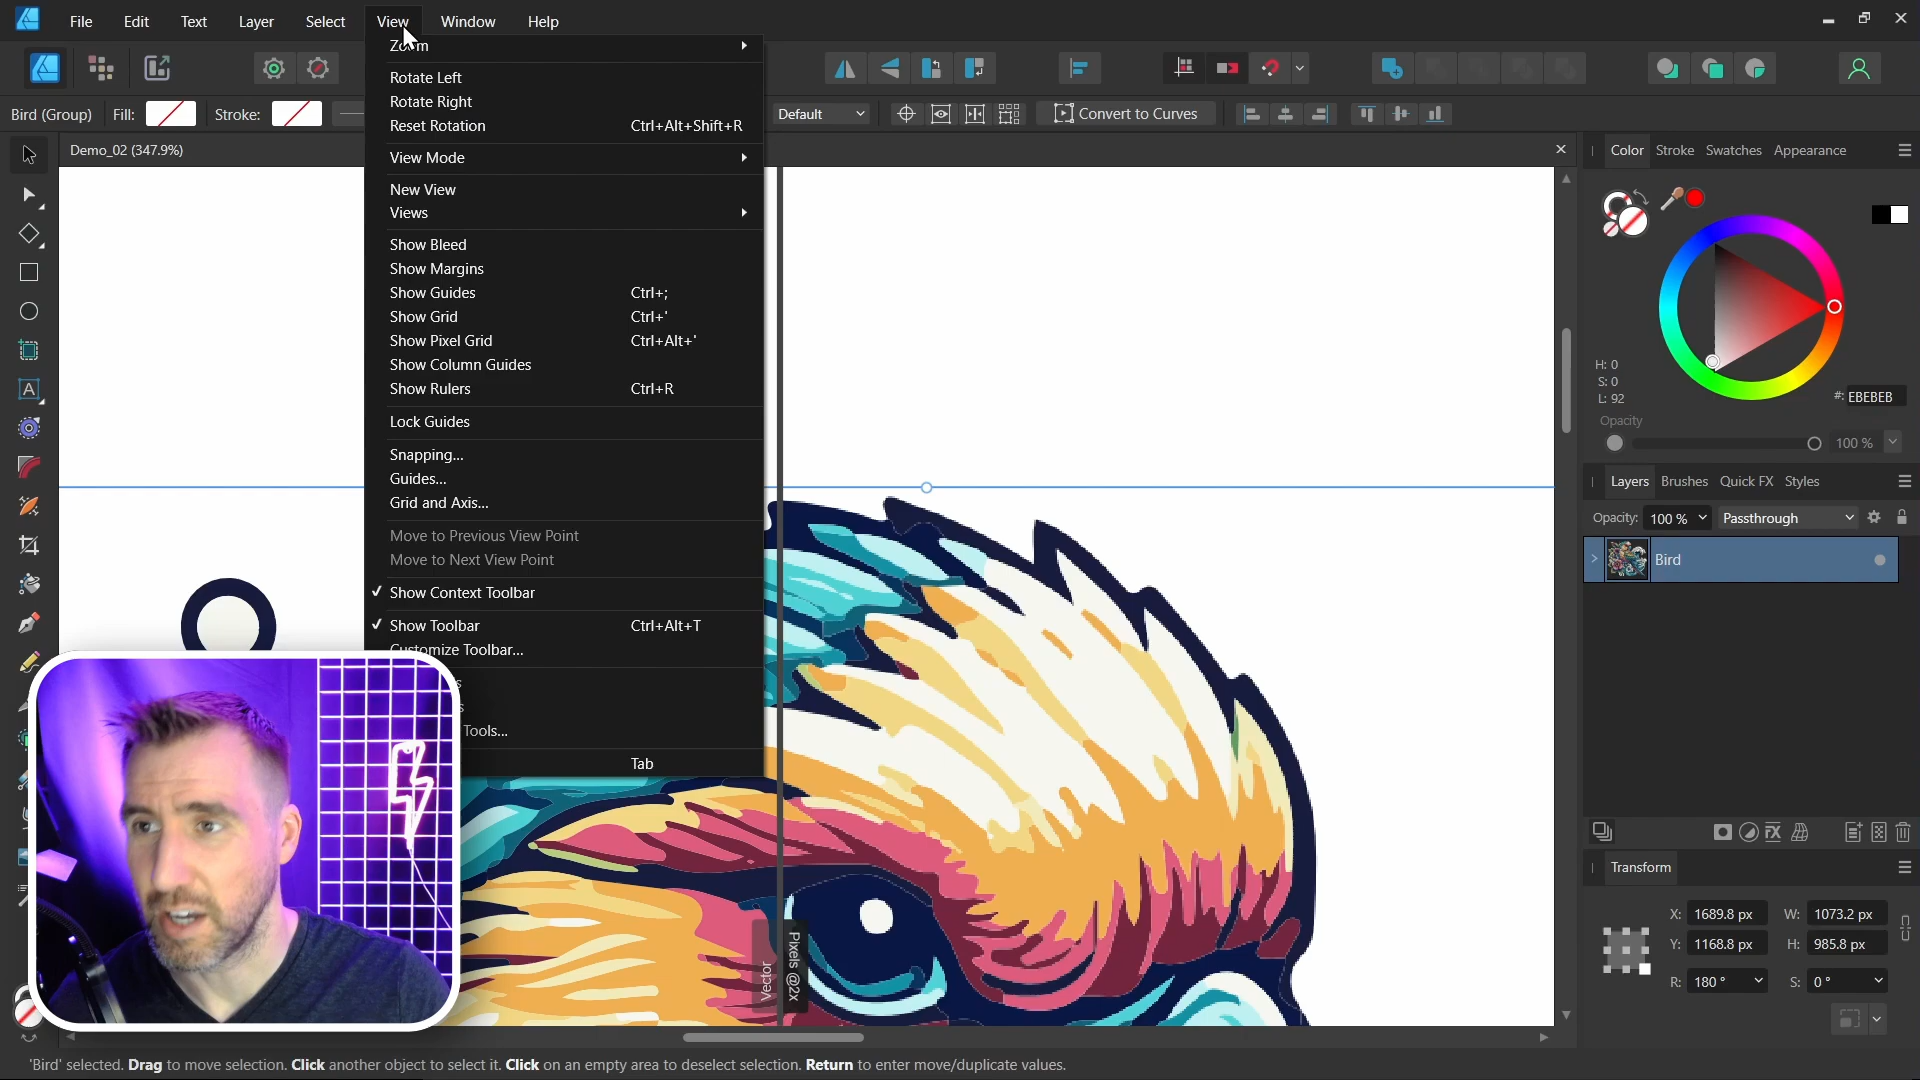 File Edit Text Layer Select View Window Help
Bird (Group) Fill: Stroke: Default Convert to Curves
Demo_02 (347.9%)
Zoom
Rotate Left
Rotate Right
Reset Rotation Ctrl+Alt+Shift+R
View Mode
New View
Views
Show Bleed
Show Margins
Show Guides Ctrl+;
Show Grid Ctrl+'
Show Pixel Grid Ctrl+Alt+'
Show Column Guides
Show Rulers Ctrl+R
Lock Guides
Snapping...
Guides...
Grid and Axis...
Move to Previous View Point
Move to Next View Point
Show Context Toolbar
Show Toolbar Ctrl+Alt+T
Customize Toolbar...
Tools...
Tab
Vector
Pixels @2x
Color Stroke Swatches Appearance
H: 0
S: 0
L: 92
#: EBEBEB
Opacity
100 %
Layers Brushes Quick FX Styles
Opacity: 100 % Passthrough
Bird
Transform
X: 1689.8 px W: 1073.2 px
Y: 1168.8 px H: 985.8 px
R: 180 ° S: 0 °
'Bird' selected. Drag to move selection. Click another object to select it. Click on an empty area to deselect selection. Return to enter move/duplicate values.